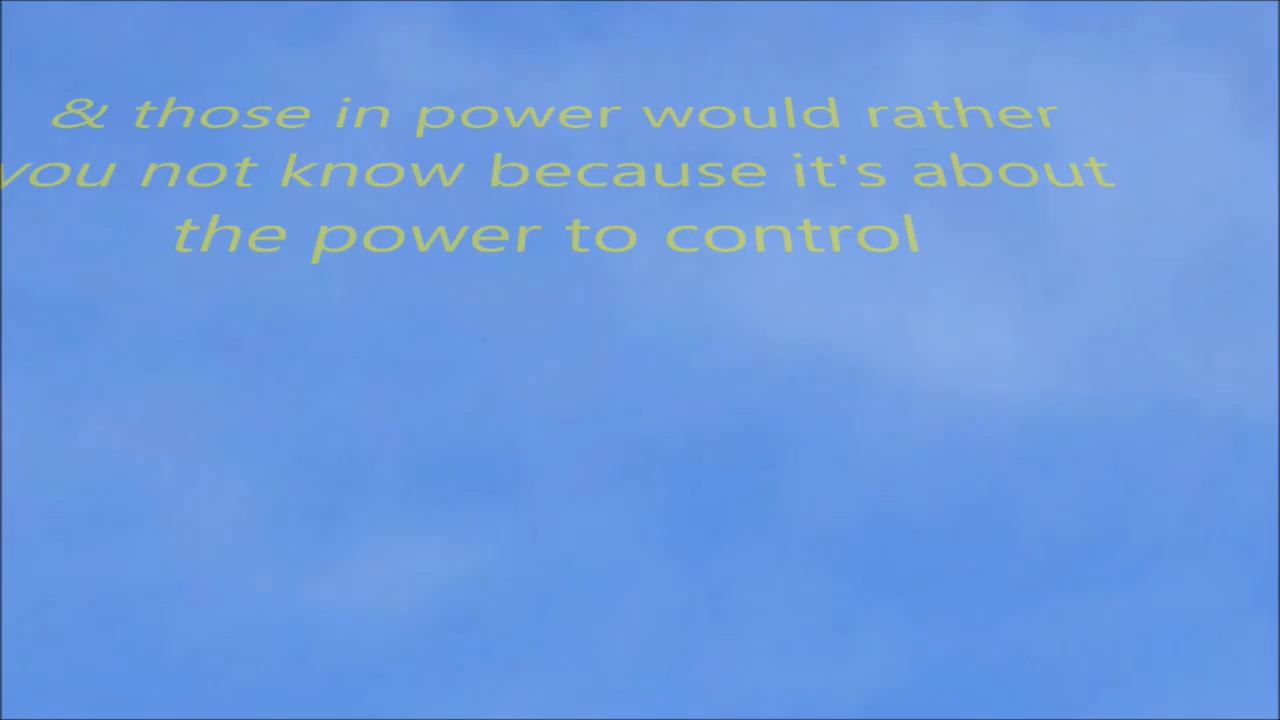 & those in power would rather
you not know because it's about
the power to control